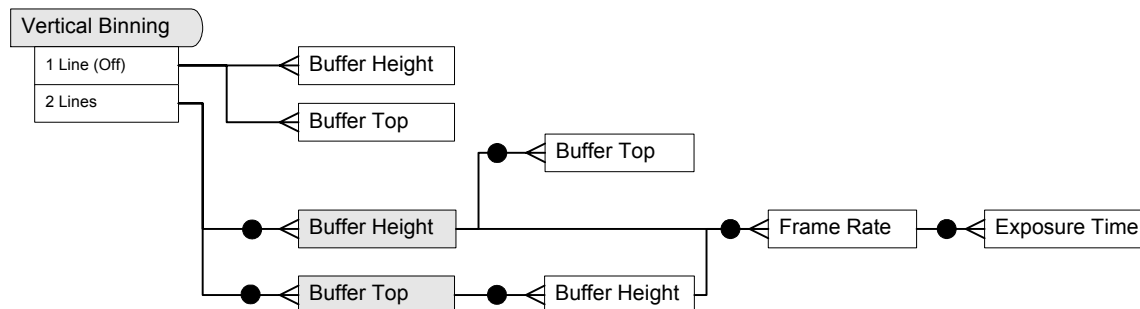 Vertical Binning
1 Line (Off)
2 Lines
Buffer Height
Buffer Top
Buffer Top
Buffer Height
Frame Rate
Exposure Time
Buffer Top
Buffer Height